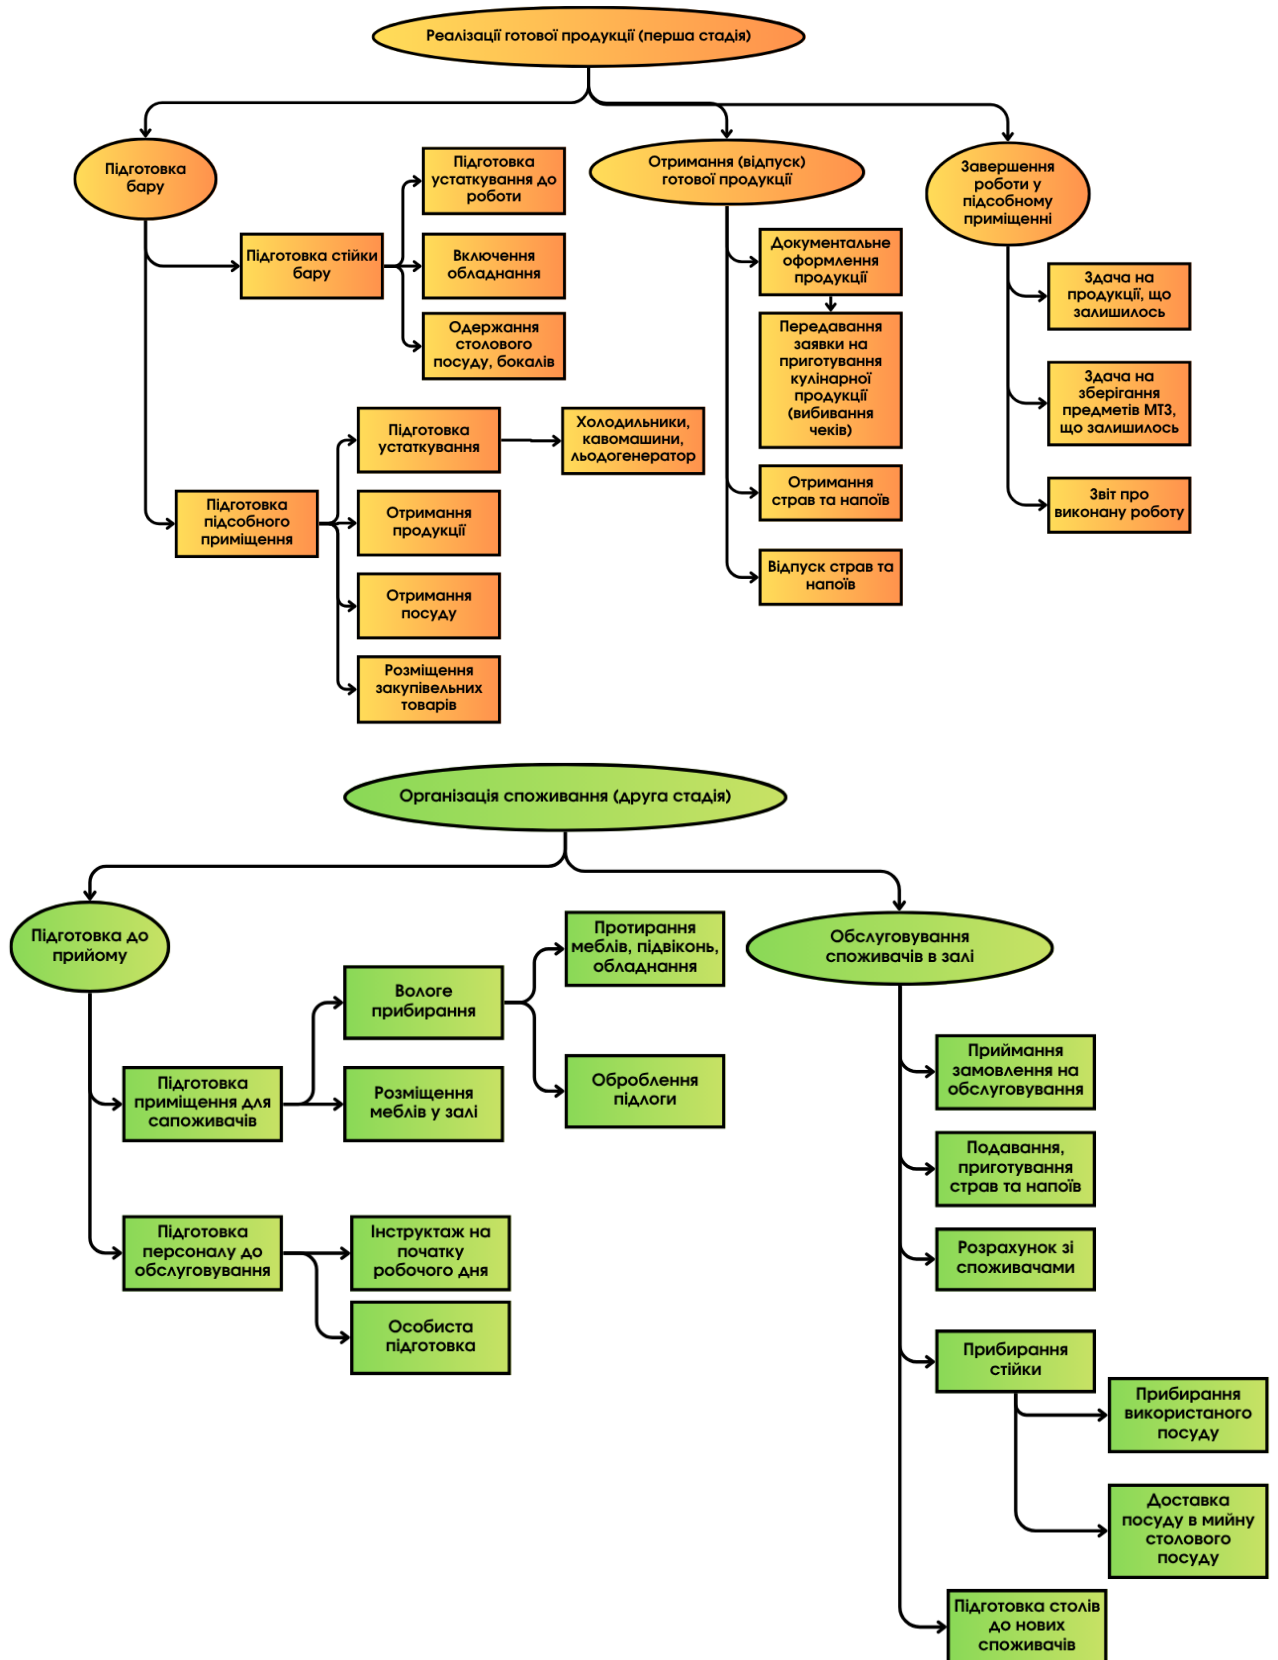 Реалізації готової продукції (перша стадія)
Підготовка
бару
Підготовка стійки
бару
Підготовка
устаткування до
роботи
Включення
обладнання
Одержання
столового
посуду, бокалів
Підготовка
підсобного
приміщення
Підготовка
устаткування
Холодильники,
кавомашини,
льодогенератор
Отримання
продукції
Отримання
посуду
Розміщення
закупівельних
товарів
Отримання (відпуск)
готової продукції
Документальне
оформлення
продукції
Передавання
заявки на
приготування
кулінарної
продукції
(вибивання
чеків)
Отримання
страв та напоїв
Відпуск страв та
напоїв
Завершення
роботи у
підсобному
приміщенні
Здача на
продукції, що
залишилось
Здача на
зберігання
предметів МТЗ,
що залишилось
Звіт про
виконану роботу
Організація споживання (друга стадія)
Підготовка до
прийому
Підготовка
приміщення для
сапоживачів
Вологе
прибирання
Протирання
меблів, підвіконь,
обладнання
Оброблення
підлоги
Розміщення
меблів у залі
Підготовка
персоналу до
обслуговування
Інструктаж на
початку
робочого дня
Особиста
підготовка
Обслуговування
споживачів в залі
Приймання
замовлення на
обслуговування
Подавання,
приготування
страв та напоїв
Розрахунок зі
споживачами
Прибирання
стійки
Прибирання
використаного
посуду
Доставка
посуду в мийну
столового
посуду
Підготовка столів
до нових
споживачів